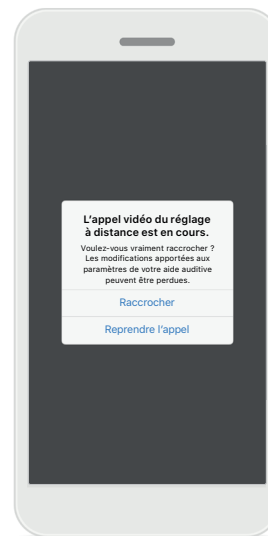 L'appel vidéo du réglage
à distance est en cours.
Voulez-vous vraiment raccrocher ?
Les modifications apportées aux
paramètres de votre aide auditive
peuvent être perdues.
Raccrocher
Reprendre l'appel